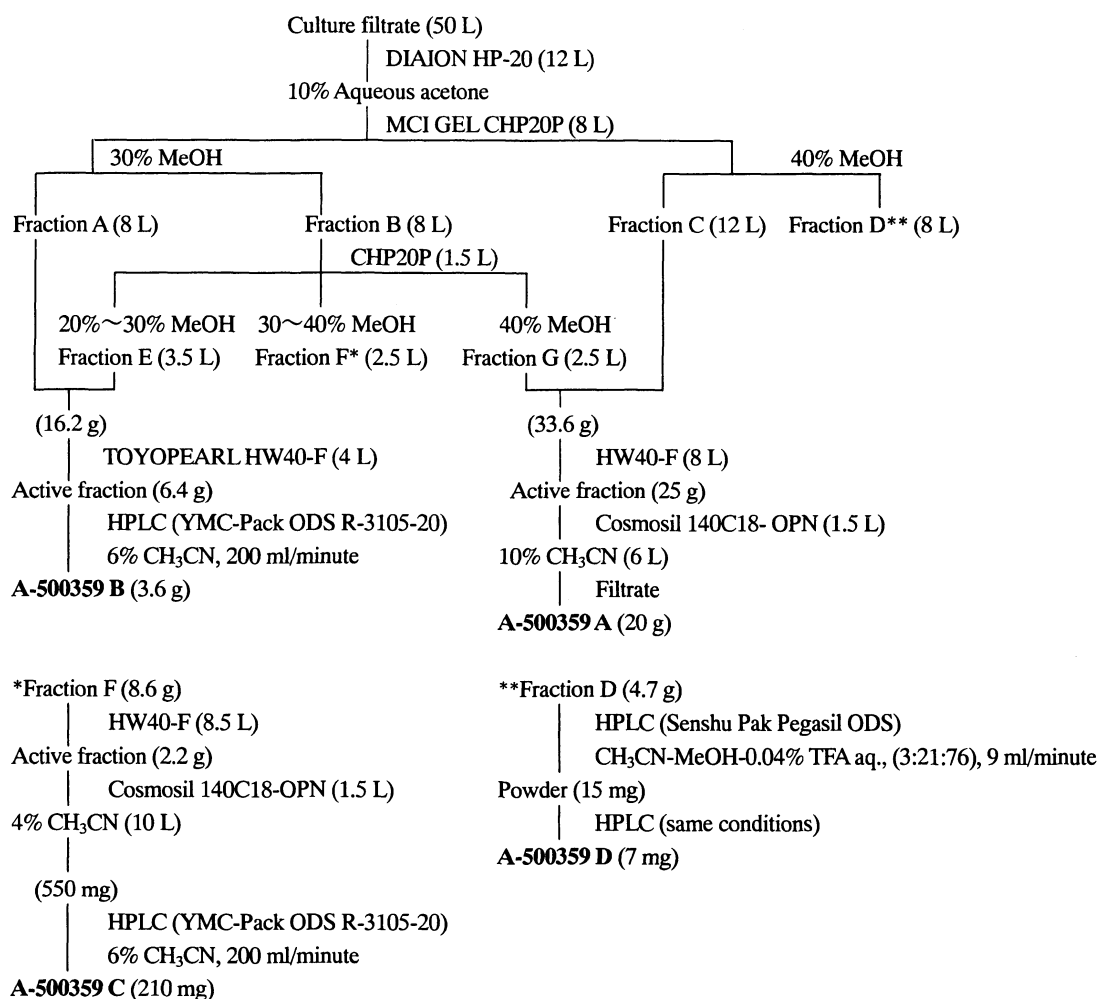 Culture filtrate (50 L)
DIAION HP-20 (12 L)
10% Aqueous acetone
MCI GEL CHP20P (8 L)
30% MeOH
40% MeOH
Fraction A (8 L)
Fraction B (8 L)
Fraction C (12 L)
Fraction D** (8 L)
CHP20P (1.5 L)
20%~30% MeOH
30~40% MeOH
40% MeOH
Fraction E (3.5 L)
Fraction F* (2.5 L)
Fraction G (2.5 L)
(16.2 g)
TOYOPEARL HW40-F (4 L)
Active fraction (6.4 g)
HPLC (YMC-Pack ODS R-3105-20)
6% CH₃CN, 200 ml/minute
A-500359 B (3.6 g)
(33.6 g)
HW40-F (8 L)
Active fraction (25 g)
Cosmosil 140C18- OPN (1.5 L)
10% CH₃CN (6 L)
Filtrate
A-500359 A (20 g)
*Fraction F (8.6 g)
HW40-F (8.5 L)
Active fraction (2.2 g)
Cosmosil 140C18-OPN (1.5 L)
4% CH₃CN (10 L)
(550 mg)
HPLC (YMC-Pack ODS R-3105-20)
6% CH₃CN, 200 ml/minute
A-500359 C (210 mg)
**Fraction D (4.7 g)
HPLC (Senshu Pak Pegasil ODS)
CH₃CN-MeOH-0.04% TFA aq., (3:21:76), 9 ml/minute
Powder (15 mg)
HPLC (same conditions)
A-500359 D (7 mg)